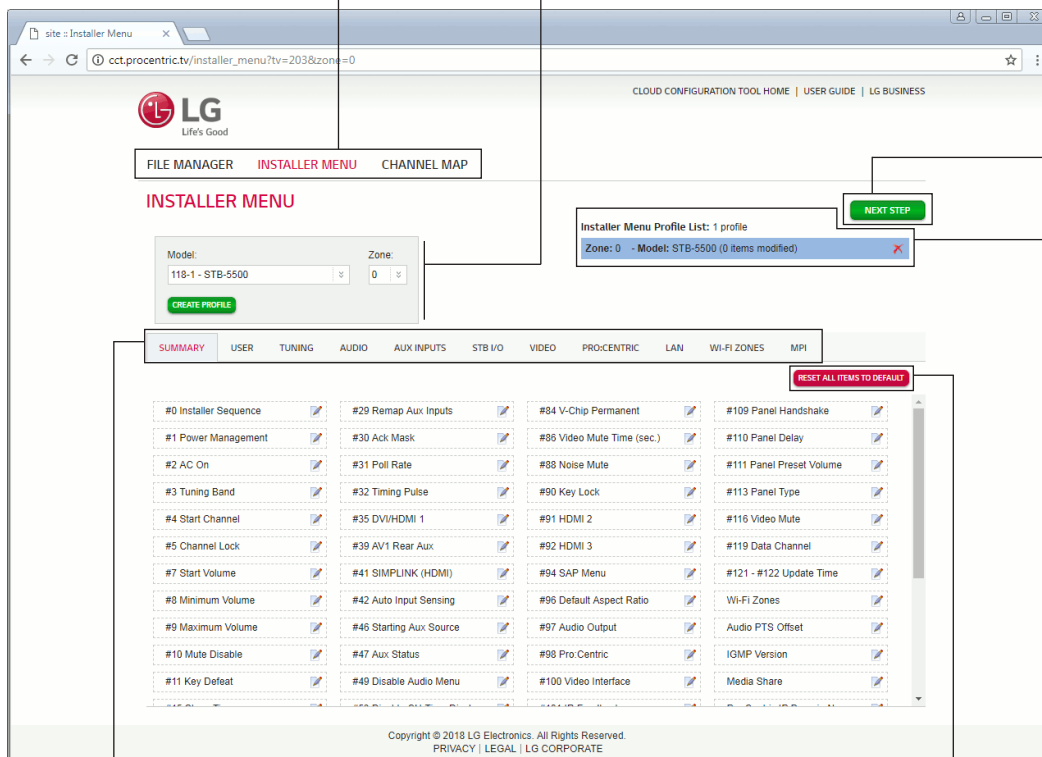 site :: Installer Menu
cct.procentric.tv/installer_menu?tv=203&zone=0
CLOUD CONFIGURATION TOOL HOME | USER GUIDE | LG BUSINESS
LG
Life's Good
FILE MANAGER INSTALLER MENU CHANNEL MAP
INSTALLER MENU
NEXT STEP
Installer Menu Profile List: 1 profile
Zone: 0 - Model: STB-5500 (0 items modified)
Model: Zone:
118-1 - STB-5500 0
CREATE PROFILE
SUMMARY USER TUNING AUDIO AUX INPUTS STB I/O VIDEO PRO:CENTRIC LAN WI-FI ZONES MPI
RESET ALL ITEMS TO DEFAULT
#0 Installer Sequence #29 Remap Aux Inputs #84 V-Chip Permanent #109 Panel Handshake
#1 Power Management #30 Ack Mask #86 Video Mute Time (sec.) #110 Panel Delay
#2 AC On #31 Poll Rate #88 Noise Mute #111 Panel Preset Volume
#3 Tuning Band #32 Timing Pulse #90 Key Lock #113 Panel Type
#4 Start Channel #35 DVI/HDMI 1 #91 HDMI 2 #116 Video Mute
#5 Channel Lock #39 AV1 Rear Aux #92 HDMI 3 #119 Data Channel
#7 Start Volume #41 SIMPLINK (HDMI) #94 SAP Menu #121 - #122 Update Time
#8 Minimum Volume #42 Auto Input Sensing #96 Default Aspect Ratio Wi-Fi Zones
#9 Maximum Volume #46 Starting Aux Source #97 Audio Output Audio PTS Offset
#10 Mute Disable #47 Aux Status #98 Pro:Centric IGMP Version
#11 Key Defeat #49 Disable Audio Menu #100 Video Interface Media Share
Copyright © 2018 LG Electronics. All Rights Reserved.
PRIVACY | LEGAL | LG CORPORATE